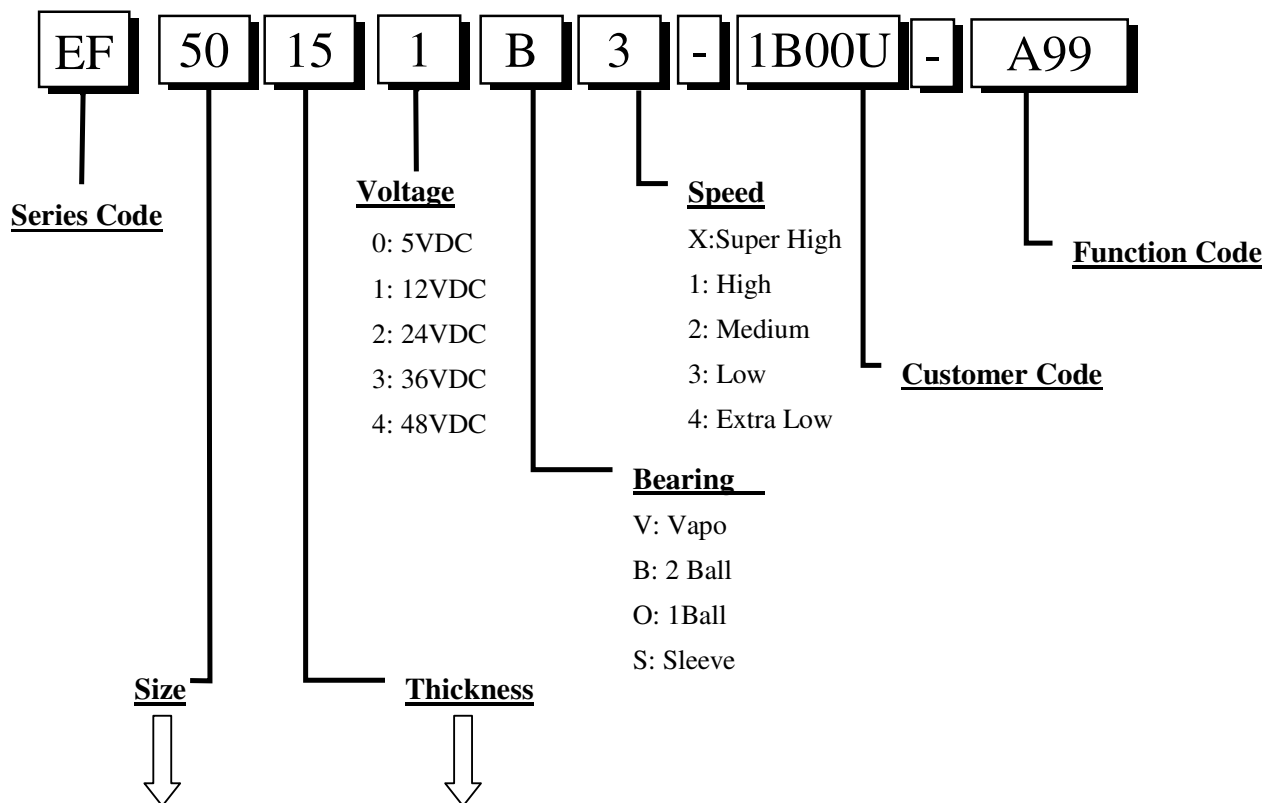 EF 50 15 1 B 3 - 1B00U - A99
Series Code
Voltage
0: 5VDC
1: 12VDC
2: 24VDC
3: 36VDC
4: 48VDC
Speed
X:Super High
1: High
2: Medium
3: Low
4: Extra Low
Function Code
Customer Code
Bearing
V: Vapo
B: 2 Ball
O: 1Ball
S: Sleeve
Size
Thickness